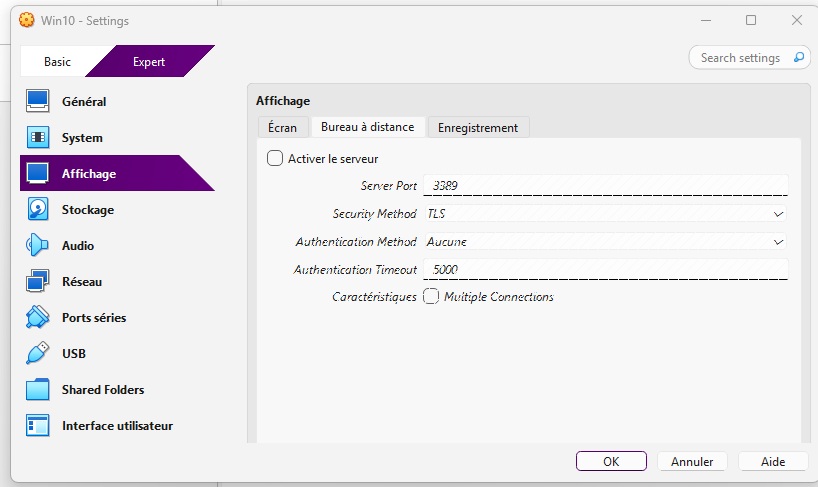 Win10 - Settings
Basic
Expert
Search settings
Général
System
Affichage
Stockage
Audio
Réseau
Ports séries
USB
Shared Folders
Interface utilisateur
Affichage
Écran
Bureau à distance
Enregistrement
Activer le serveur
Server Port 3389
Security Method TLS
Authentication Method Aucune
Authentication Timeout 5000
Caractéristiques Multiple Connections
OK
Annuler
Aide